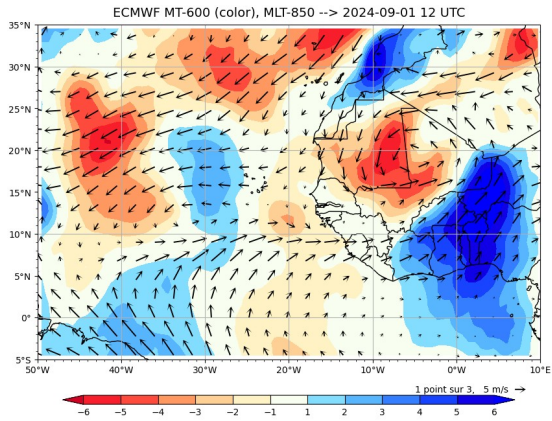 ECMWF MT-600 (color), MLT-850 --> 2024-09-01 12 UTC
35°N
30°N
25°N
20°N
15°N
10°N
5°N
0°
5°S
50°W 40°W 30°W 20°W 10°W 0°W 10°E
1 point sur 3, 5 m/s
−6 −5 −4 −3 −2 −1 1 2 3 4 5 6